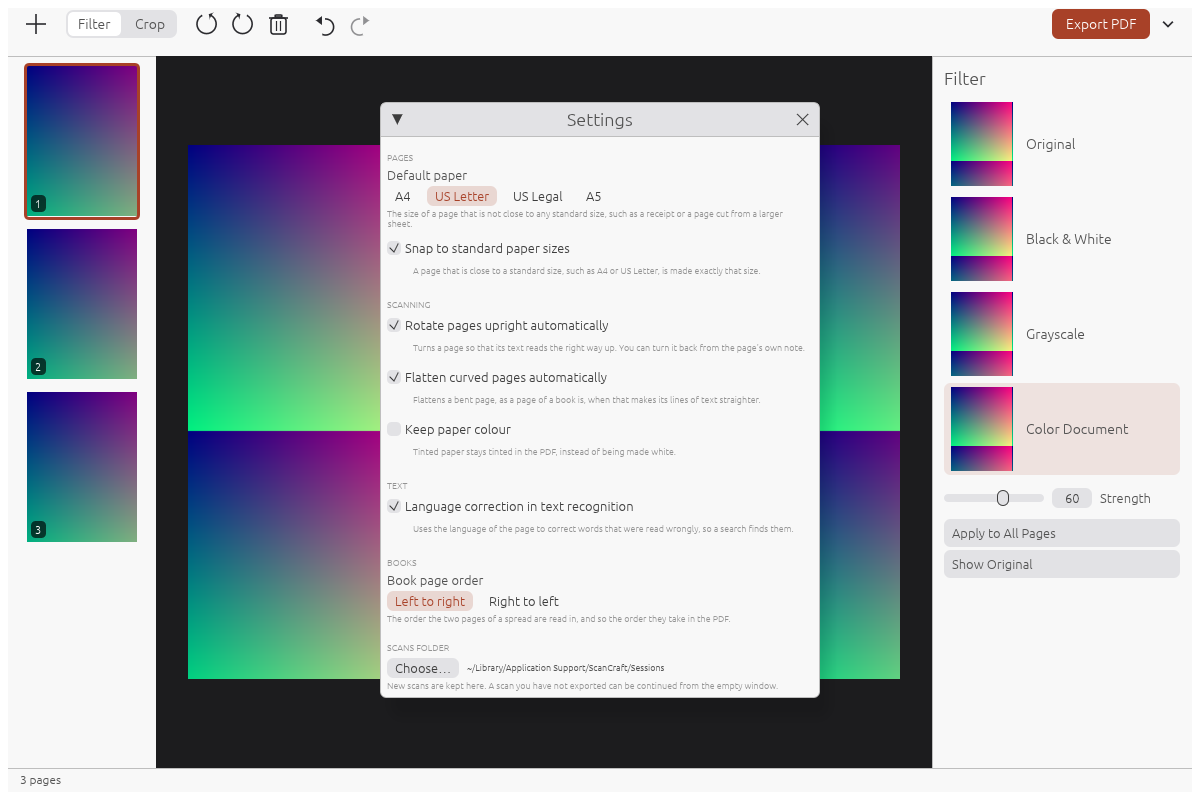 Filter Crop Export PDF
Filter
Original
Black & White
Grayscale
Color Document
60 Strength
Apply to All Pages
Show Original
1
2
3
▼ Settings
PAGES
Default paper
A4 US Letter US Legal A5
The size of a page that is not close to any standard size, such as a receipt or a page cut from a larger
sheet.
Snap to standard paper sizes
A page that is close to a standard size, such as A4 or US Letter, is made exactly that size.
SCANNING
Rotate pages upright automatically
Turns a page so that its text reads the right way up. You can turn it back from the page's own note.
Flatten curved pages automatically
Flattens a bent page, as a page of a book is, when that makes its lines of text straighter.
Keep paper colour
Tinted paper stays tinted in the PDF, instead of being made white.
TEXT
Language correction in text recognition
Uses the language of the page to correct words that were read wrongly, so a search finds them.
BOOKS
Book page order
Left to right Right to left
The order the two pages of a spread are read in, and so the order they take in the PDF.
SCANS FOLDER
Choose… ~/Library/Application Support/ScanCraft/Sessions
New scans are kept here. A scan you have not exported can be continued from the empty window.
3 pages